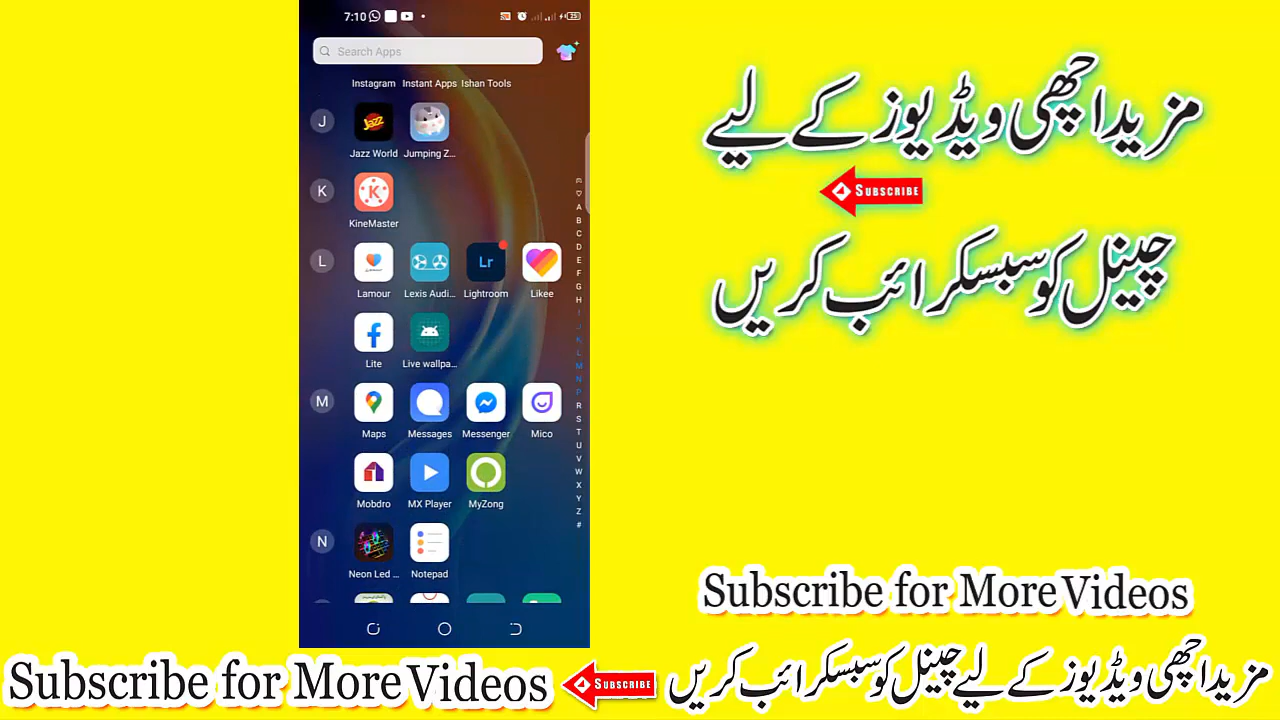 7:10
25
Search Apps
Instagram Instant Apps Ishan Tools
J
Jazz
Jazz World Jumping Z...
K
K
KineMaster
L
Lr
Lamour Lexis Audi... Lightroom Likee
Lite Live wallpa...
M
Maps Messages Messenger Mico
Mobdro MX Player MyZong
N
Neon Led ... Notepad
A
B
C
D
E
F
G
H
I
J
K
L
M
N
P
R
S
T
U
V
W
X
Y
Z
#
مزید اچھی ویڈیوز کے لیے
SUBSCRIBE
چینل کو سبسکرائب کریں
Subscribe for More Videos
Subscribe for More Videos
SUBSCRIBE
مزید اچھی ویڈیوز کے لیے چینل کو سبسکرائب کریں